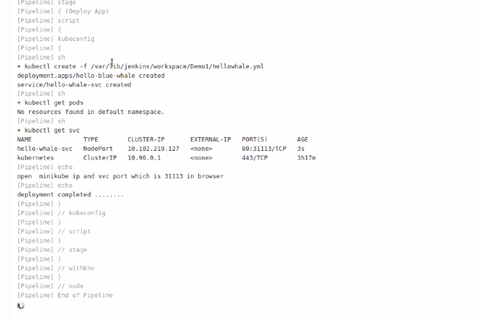 [Pipeline] stage
[Pipeline] { (Deploy App)
[Pipeline] script
[Pipeline] {
[Pipeline] kubeconfig
[Pipeline] {
[Pipeline] sh
+ kubectl create -f /var/lib/jenkins/workspace/Demo1/hellowhale.yml
deployment.apps/hello-blue-whale created
service/hello-whale-svc created
[Pipeline] sh
+ kubectl get pods
No resources found in default namespace.
[Pipeline] sh
+ kubectl get svc
NAME TYPE CLUSTER-IP EXTERNAL-IP PORT(S) AGE
hello-whale-svc NodePort 10.102.219.127 <none> 80:31113/TCP 3s
kubernetes ClusterIP 10.96.0.1 <none> 443/TCP 3h17m
[Pipeline] echo
open minikube ip and svc port which is 31113 in browser
[Pipeline] echo
deployment completed ........
[Pipeline] }
[Pipeline] // kubeconfig
[Pipeline] }
[Pipeline] // script
[Pipeline] }
[Pipeline] // stage
[Pipeline] }
[Pipeline] // withEnv
[Pipeline] }
[Pipeline] // node
[Pipeline] End of Pipeline